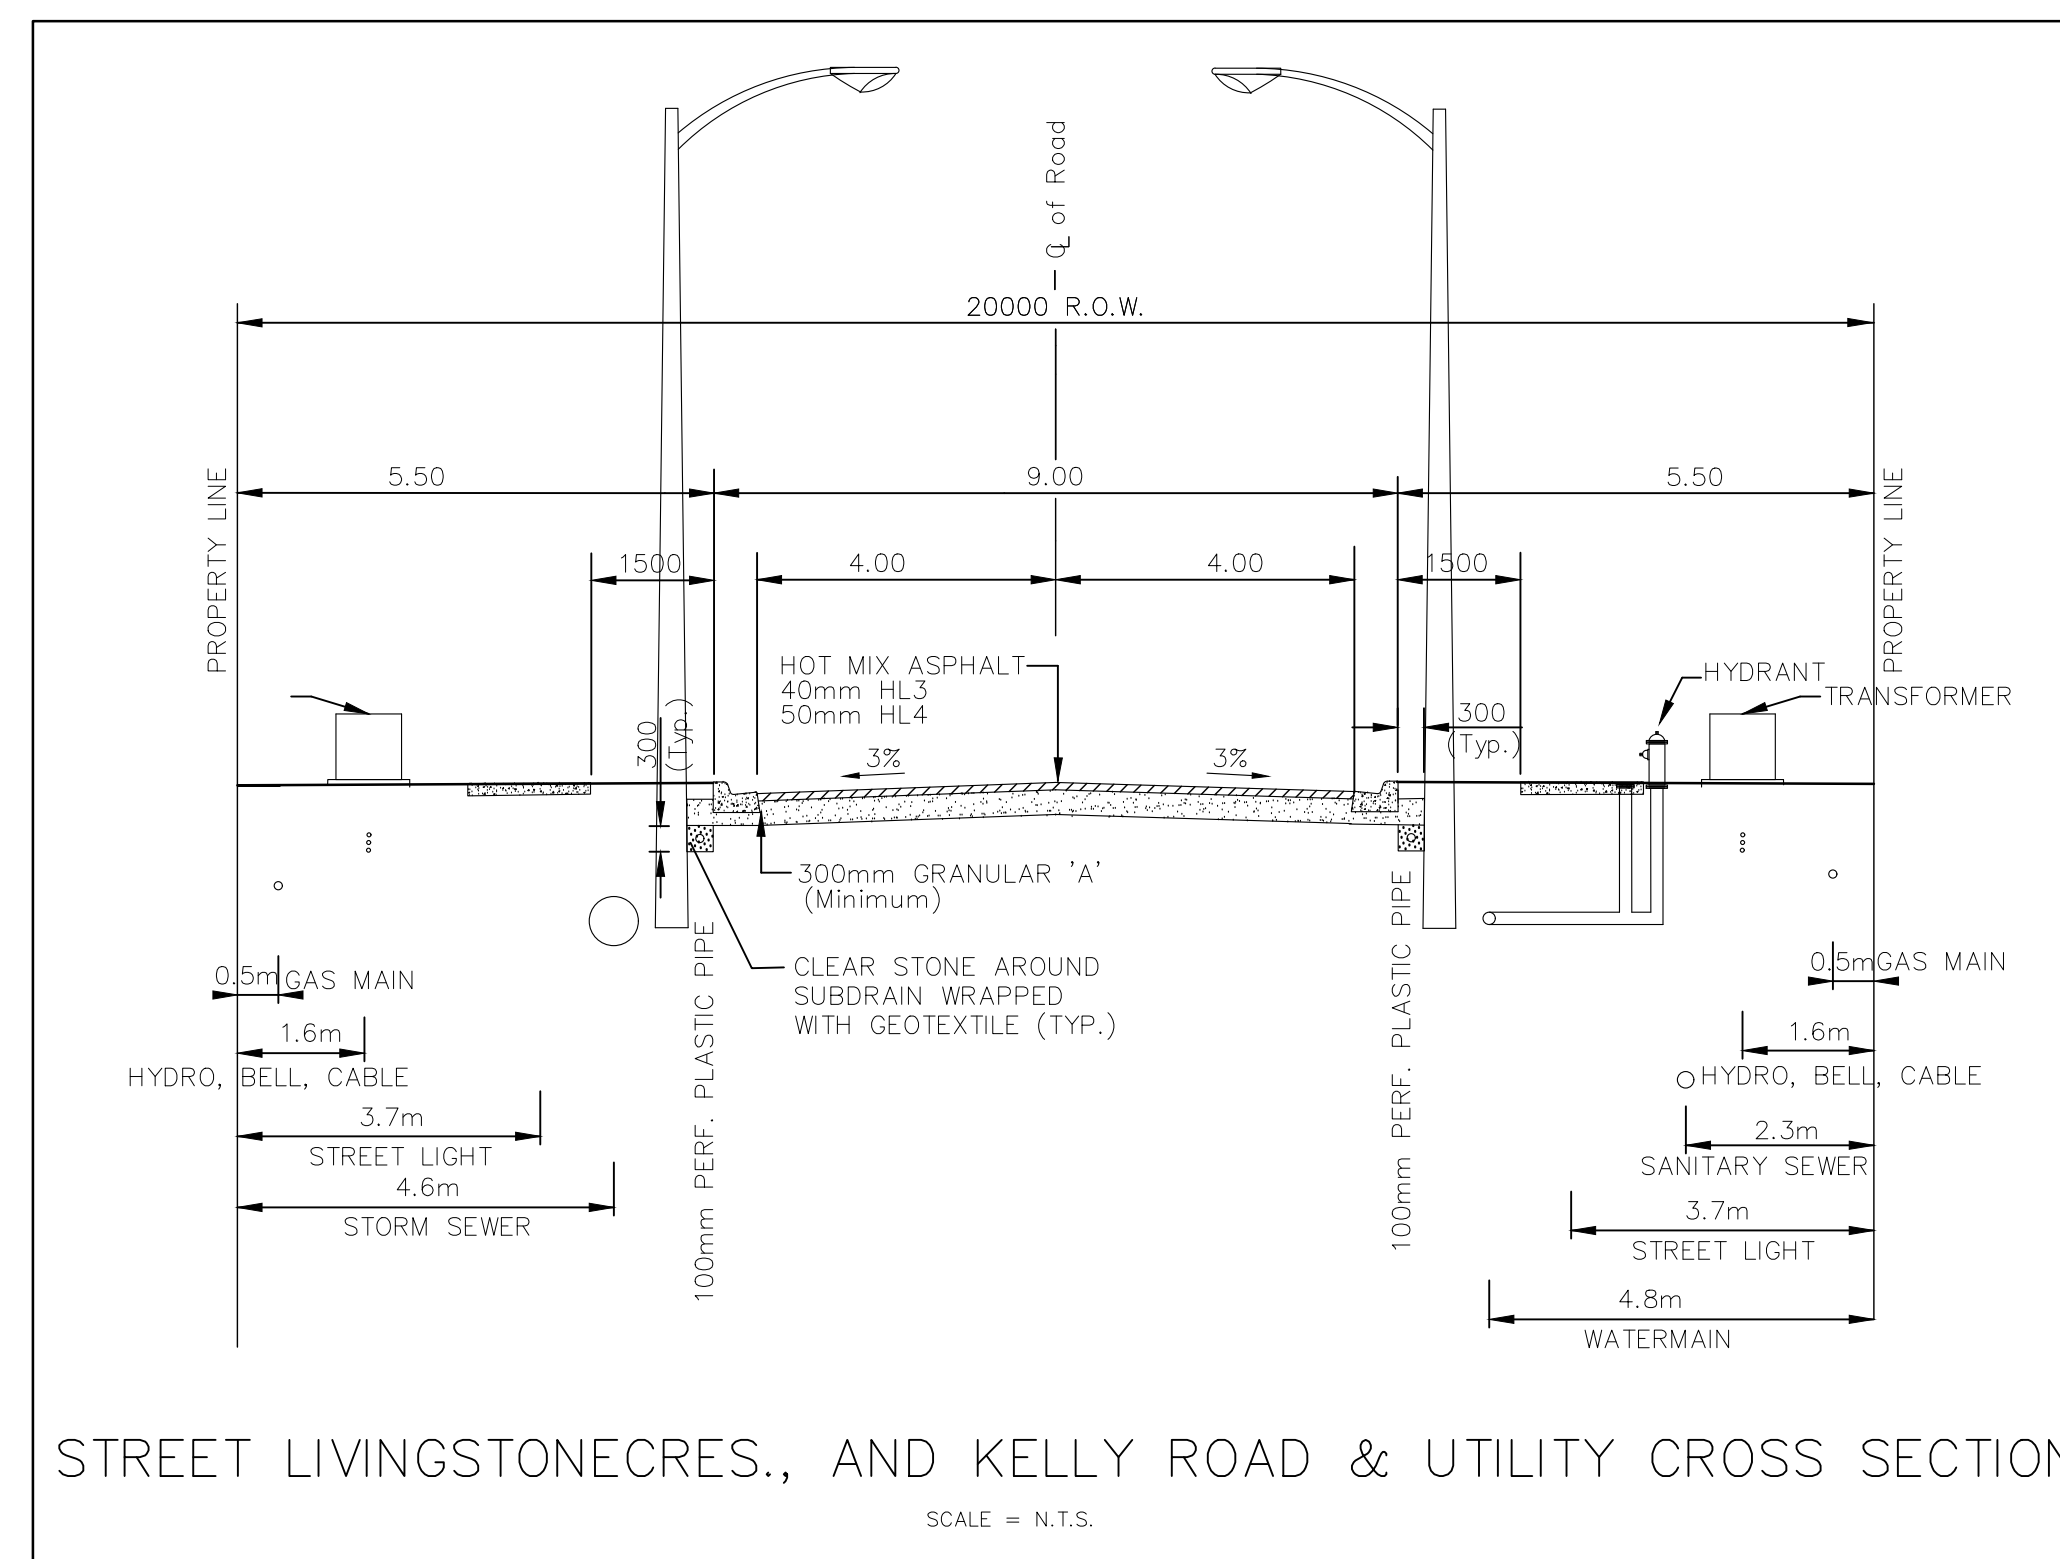 ℄ of Road
20000 R.O.W.
5.50
9.00
5.50
PROPERTY LINE
PROPERTY LINE
1500
4.00
4.00
1500
HOT MIX ASPHALT
40mm HL3
50mm HL4
HYDRANT
TRANSFORMER
300
(Typ.)
300
(Typ.)
3%
3%
300mm GRANULAR 'A'
(Minimum)
CLEAR STONE AROUND
SUBDRAIN WRAPPED
WITH GEOTEXTILE (TYP.)
100mm PERF. PLASTIC PIPE
100mm PERF. PLASTIC PIPE
0.5m GAS MAIN
1.6m
HYDRO, BELL, CABLE
3.7m
STREET LIGHT
4.6m
STORM SEWER
0.5m GAS MAIN
1.6m
HYDRO, BELL, CABLE
2.3m
SANITARY SEWER
3.7m
STREET LIGHT
4.8m
WATERMAIN
STREET LIVINGSTONECRES., AND KELLY ROAD & UTILITY CROSS SECTION
SCALE = N.T.S.